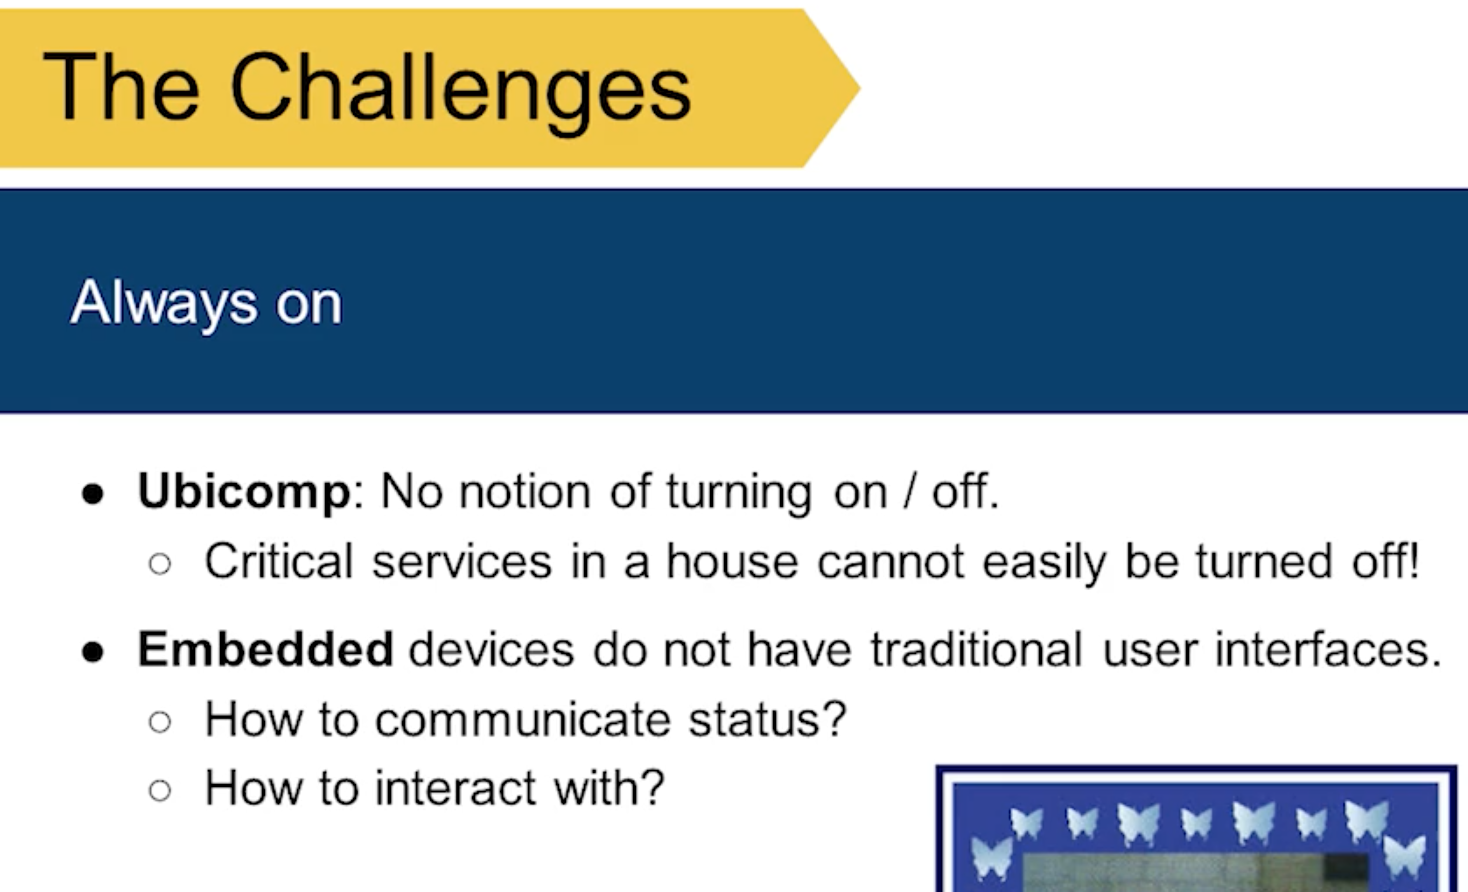 The Challenges
Always on
● Ubicomp: No notion of turning on / off.
○ Critical services in a house cannot easily be turned off!
● Embedded devices do not have traditional user interfaces.
○ How to communicate status?
○ How to interact with?